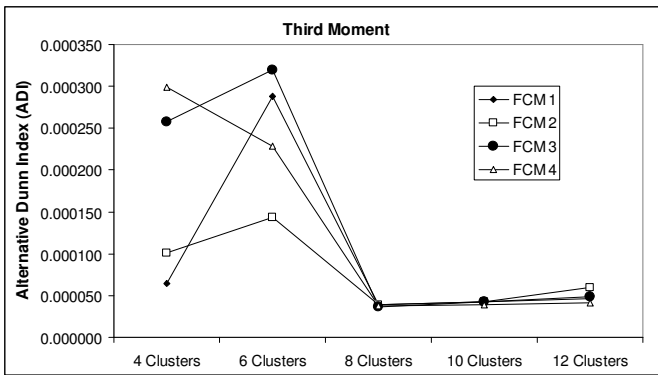 Third Moment
Alternative Dunn Index (ADI)
0.000350
0.000300
0.000250
0.000200
0.000150
0.000100
0.000050
0.000000
FCM 1
FCM 2
FCM 3
FCM 4
4 Clusters 6 Clusters 8 Clusters 10 Clusters 12 Clusters